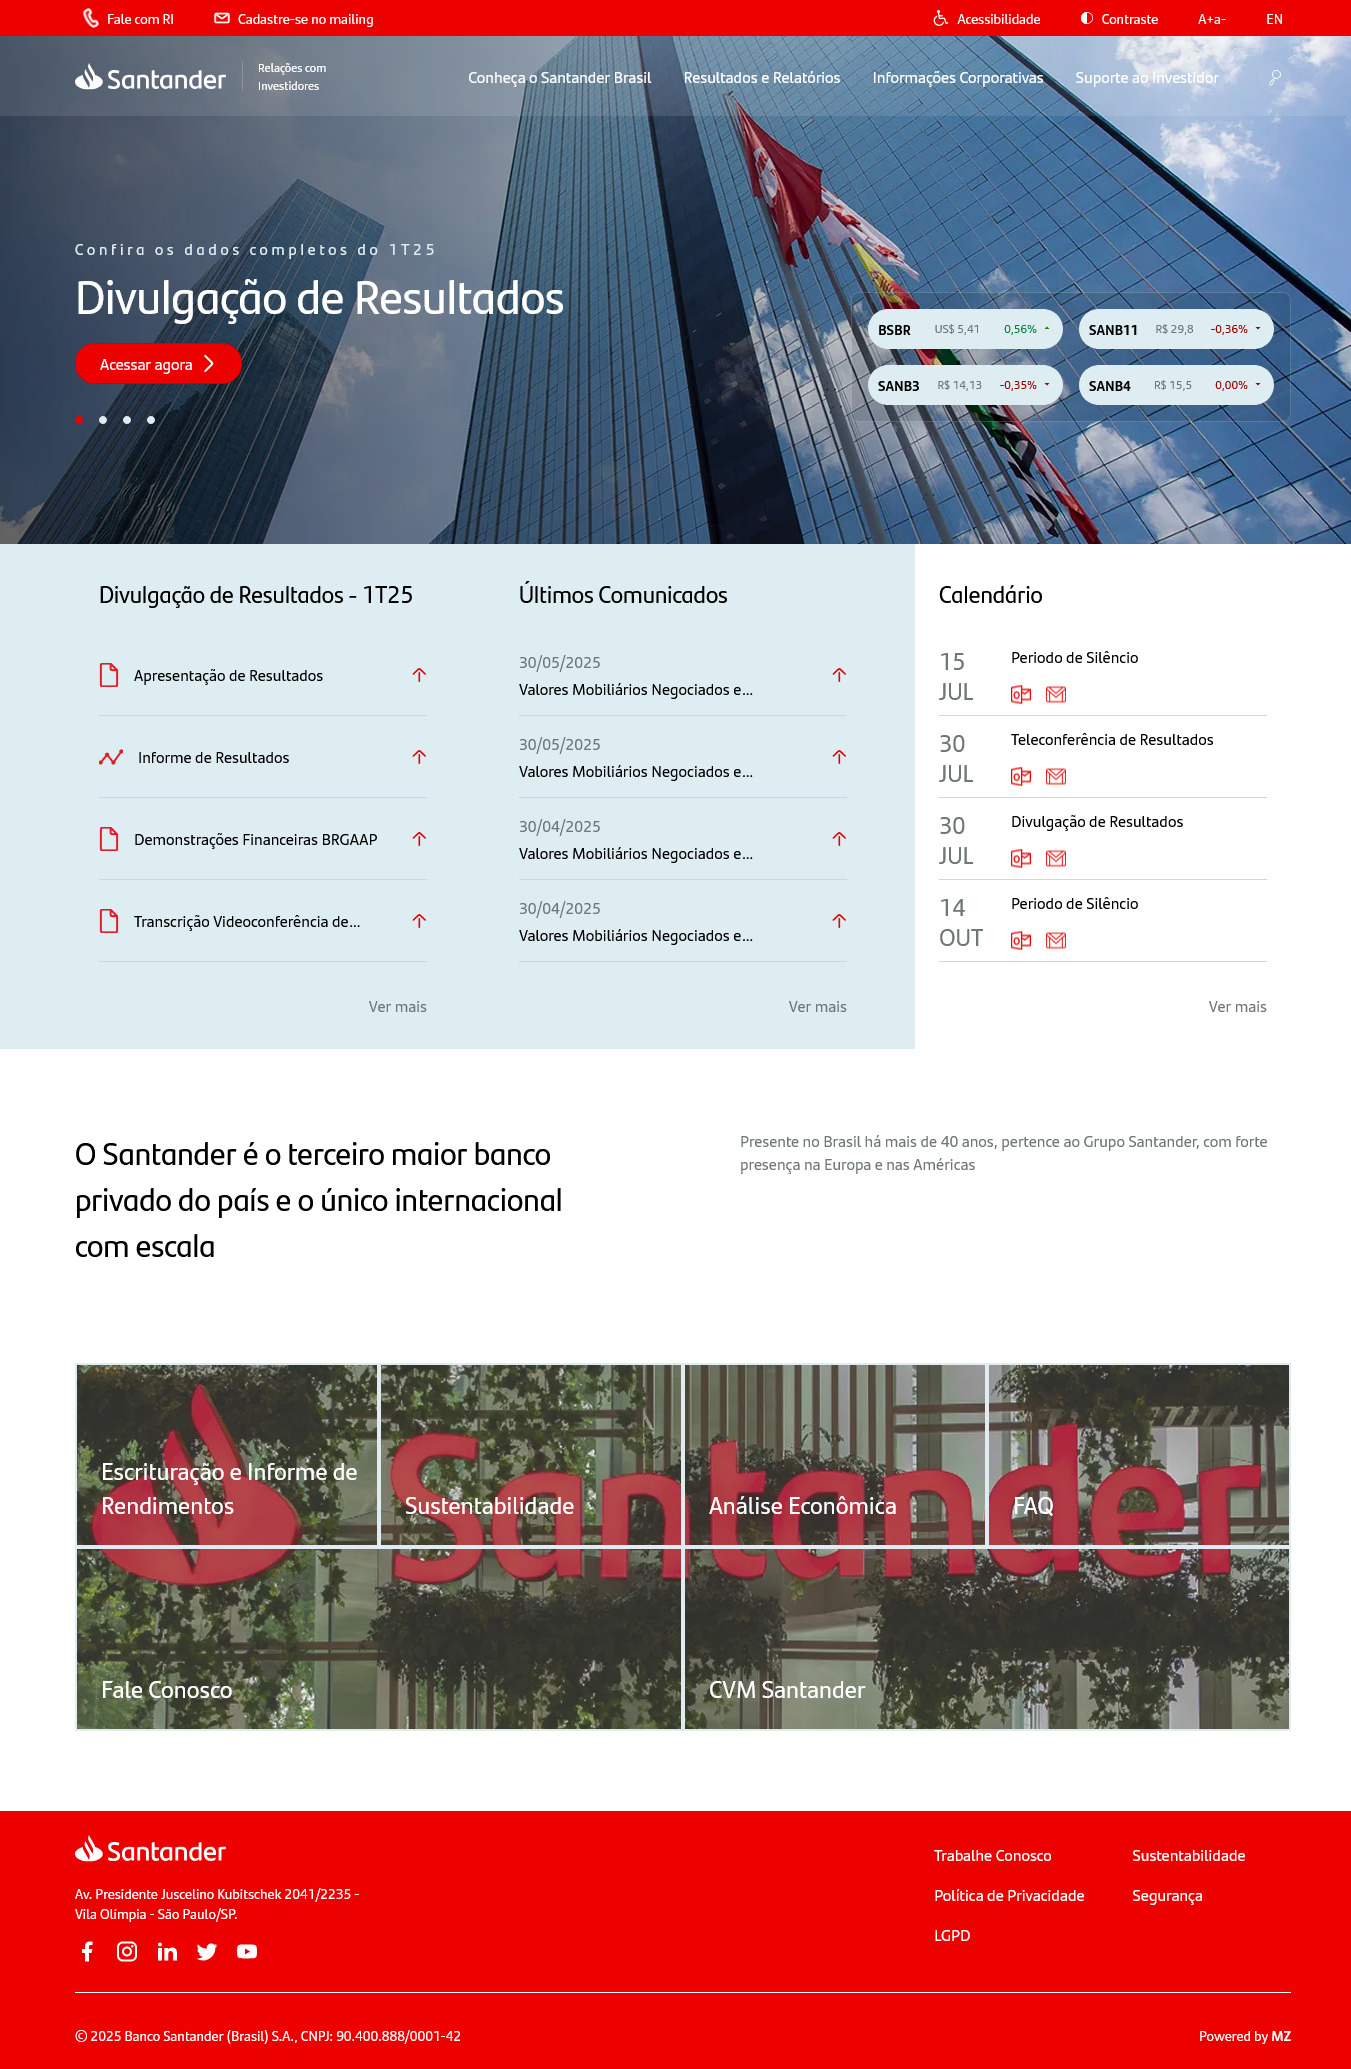 Fale com RI
Cadastre-se no mailing
Acessibilidade
Contraste
A+a-
EN
Santander
Relações com
Investidores
Conheça o Santander Brasil
Resultados e Relatórios
Informações Corporativas
Suporte ao Investidor
Confira os dados completos do 1T25
Divulgação de Resultados
Acessar agora
BSBR US$ 5,41 0,56%
SANB11 R$ 29,8 -0,36%
SANB3 R$ 14,13 -0,35%
SANB4 R$ 15,5 0,00%
Divulgação de Resultados - 1T25
Apresentação de Resultados
Informe de Resultados
Demonstrações Financeiras BRGAAP
Transcrição Videoconferência de...
Ver mais
Últimos Comunicados
30/05/2025
Valores Mobiliários Negociados e...
30/05/2025
Valores Mobiliários Negociados e...
30/04/2025
Valores Mobiliários Negociados e...
30/04/2025
Valores Mobiliários Negociados e...
Ver mais
Calendário
15
JUL
Periodo de Silêncio
30
JUL
Teleconferência de Resultados
30
JUL
Divulgação de Resultados
14
OUT
Periodo de Silêncio
Ver mais
O Santander é o terceiro maior banco
privado do país e o único internacional
com escala
Presente no Brasil há mais de 40 anos, pertence ao Grupo Santander, com forte
presença na Europa e nas Américas
Santander
Escrituração e Informe de
Rendimentos
Sustentabilidade
Análise Econômica
FAQ
Fale Conosco
CVM Santander
Santander
Av. Presidente Juscelino Kubitschek 2041/2235 -
Vila Olímpia - São Paulo/SP.
Trabalhe Conosco
Sustentabilidade
Política de Privacidade
Segurança
LGPD
© 2025 Banco Santander (Brasil) S.A., CNPJ: 90.400.888/0001-42
Powered by MZ